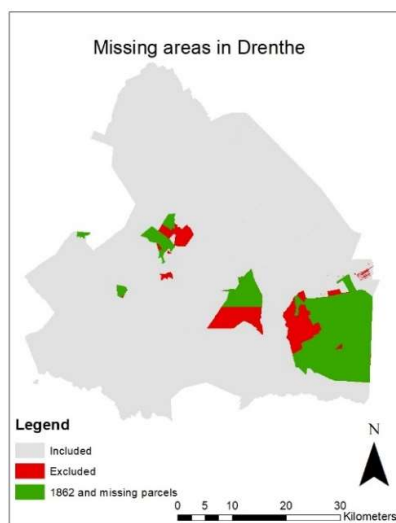 Missing areas in Drenthe
Legend
Included
Excluded
1862 and missing parcels
N
0 5 10 20 30
Kilometers